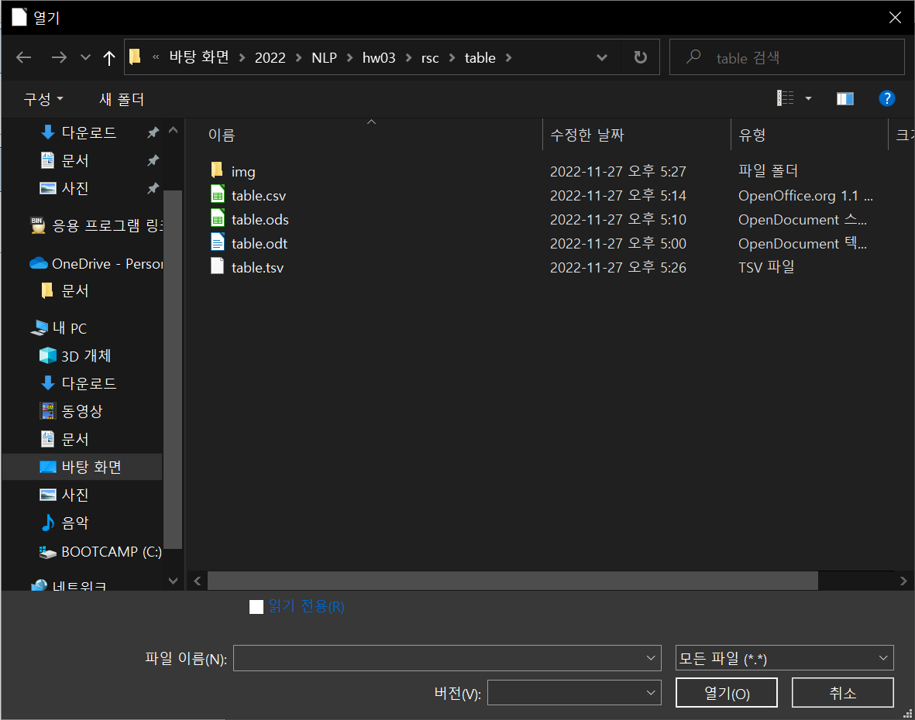 열기
« 바탕 화면 > 2022 > NLP > hw03 > rsc > table >
table 검색
구성
새 폴더
다운로드
문서
사진
BIN
응용 프로그램 링크
OneDrive - Person
문서
내 PC
3D 개체
다운로드
동영상
문서
바탕 화면
사진
음악
BOOTCAMP (C:)
네트워크
이름 수정한 날짜 유형 크기
img 2022-11-27 오후 5:27 파일 폴더
table.csv 2022-11-27 오후 5:14 OpenOffice.org 1.1 ...
table.ods 2022-11-27 오후 5:10 OpenDocument 스...
table.odt 2022-11-27 오후 5:00 OpenDocument 텍...
table.tsv 2022-11-27 오후 5:26 TSV 파일
읽기 전용(R)
파일 이름(N):
모든 파일 (*.*)
버전(V):
열기(O)
취소